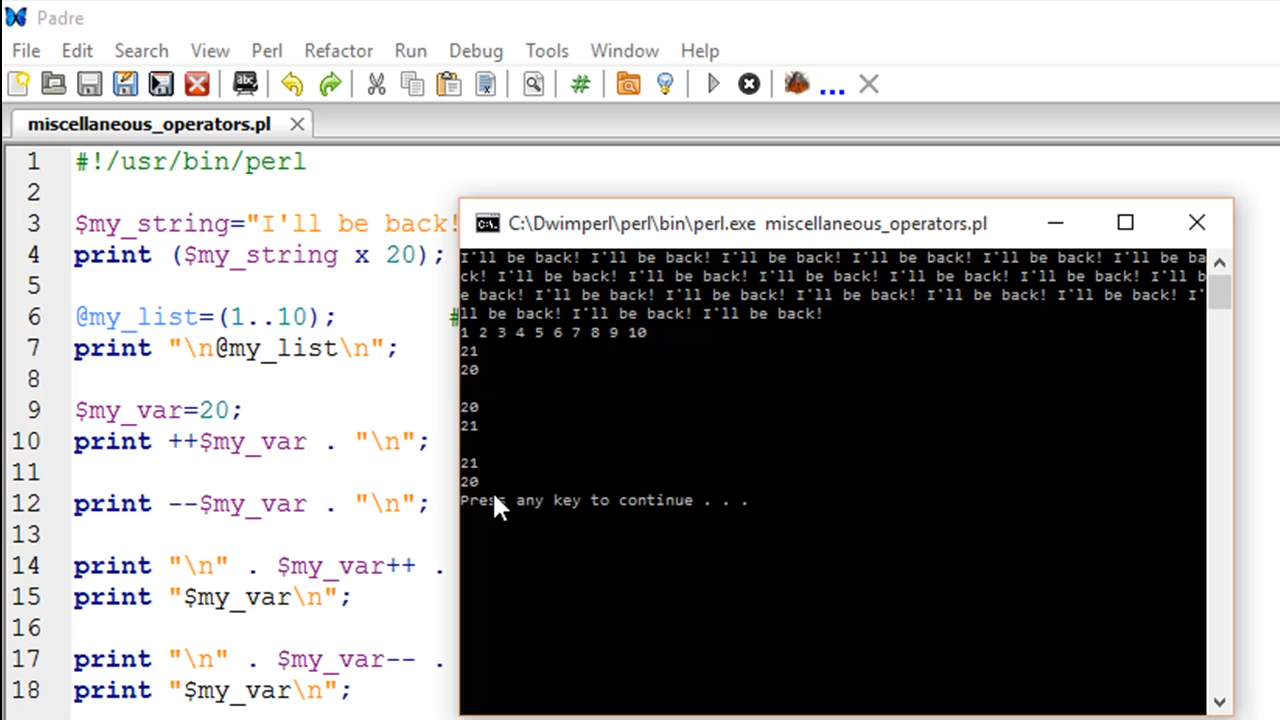 Padre
File Edit Search View Perl Refactor Run Debug Tools Window Help
abc # ...
miscellaneous_operators.pl
1 #!/usr/bin/perl
2
3 $my_string="I'll be back!
4 print ($my_string x 20);
5
6 @my_list=(1..10); #
7 print "\n@my_list\n";
8
9 $my_var=20;
10 print ++$my_var . "\n";
11
12 print --$my_var . "\n";
13
14 print "\n" . $my_var++ .
15 print "$my_var\n";
16
17 print "\n" . $my_var-- .
18 print "$my_var\n";
C:\Dwimperl\perl\bin\perl.exe miscellaneous_operators.pl
I'll be back! I'll be back! I'll be back! I'll be back! I'll be back! I'll be ba
ck! I'll be back! I'll be back! I'll be back! I'll be back! I'll be back! I'll b
e back! I'll be back! I'll be back! I'll be back! I'll be back! I'll be back! I'
ll be back! I'll be back! I'll be back!
1 2 3 4 5 6 7 8 9 10
21
20
20
21
21
20
Press any key to continue . . .